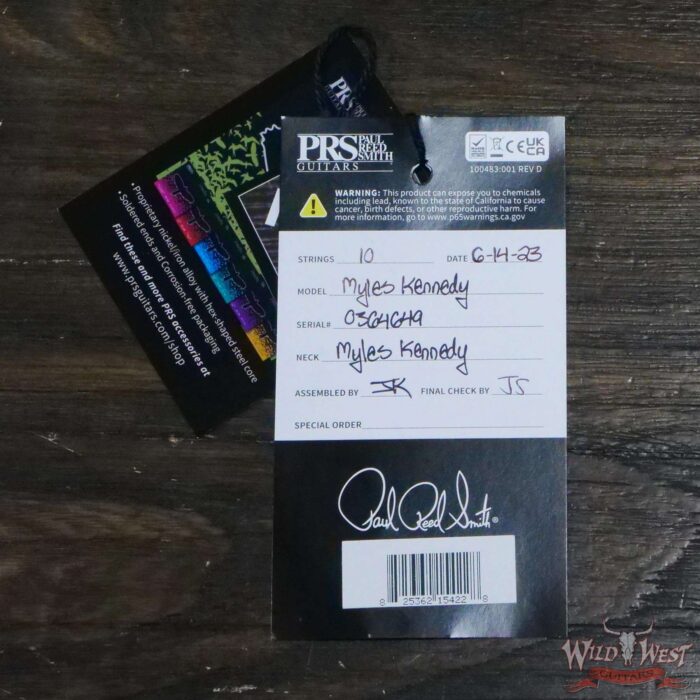 PRS
PRS PAUL REED SMITH
GUITARS
UK
CA
CE
100483:001 REV D
WARNING: This product can expose you to chemicals
including lead, known to the state of California to cause
cancer, birth defects, or other reproductive harm. For
more information, go to www.p65warnings.ca.gov
STRINGS 10 DATE 6-14-23
MODEL Myles Kennedy
SERIAL# 0364649
NECK Myles Kennedy
ASSEMBLED BY JK FINAL CHECK BY JS
SPECIAL ORDER
Paul Reed Smith®
8 25362 15422 8
• Proprietary nickel/iron alloy with hex-shaped steel core
• Soldered ends and Corrosion-free packaging
Find these and more PRS accessories at
www.prsguitars.com/shop
WILD WEST
GUITARS